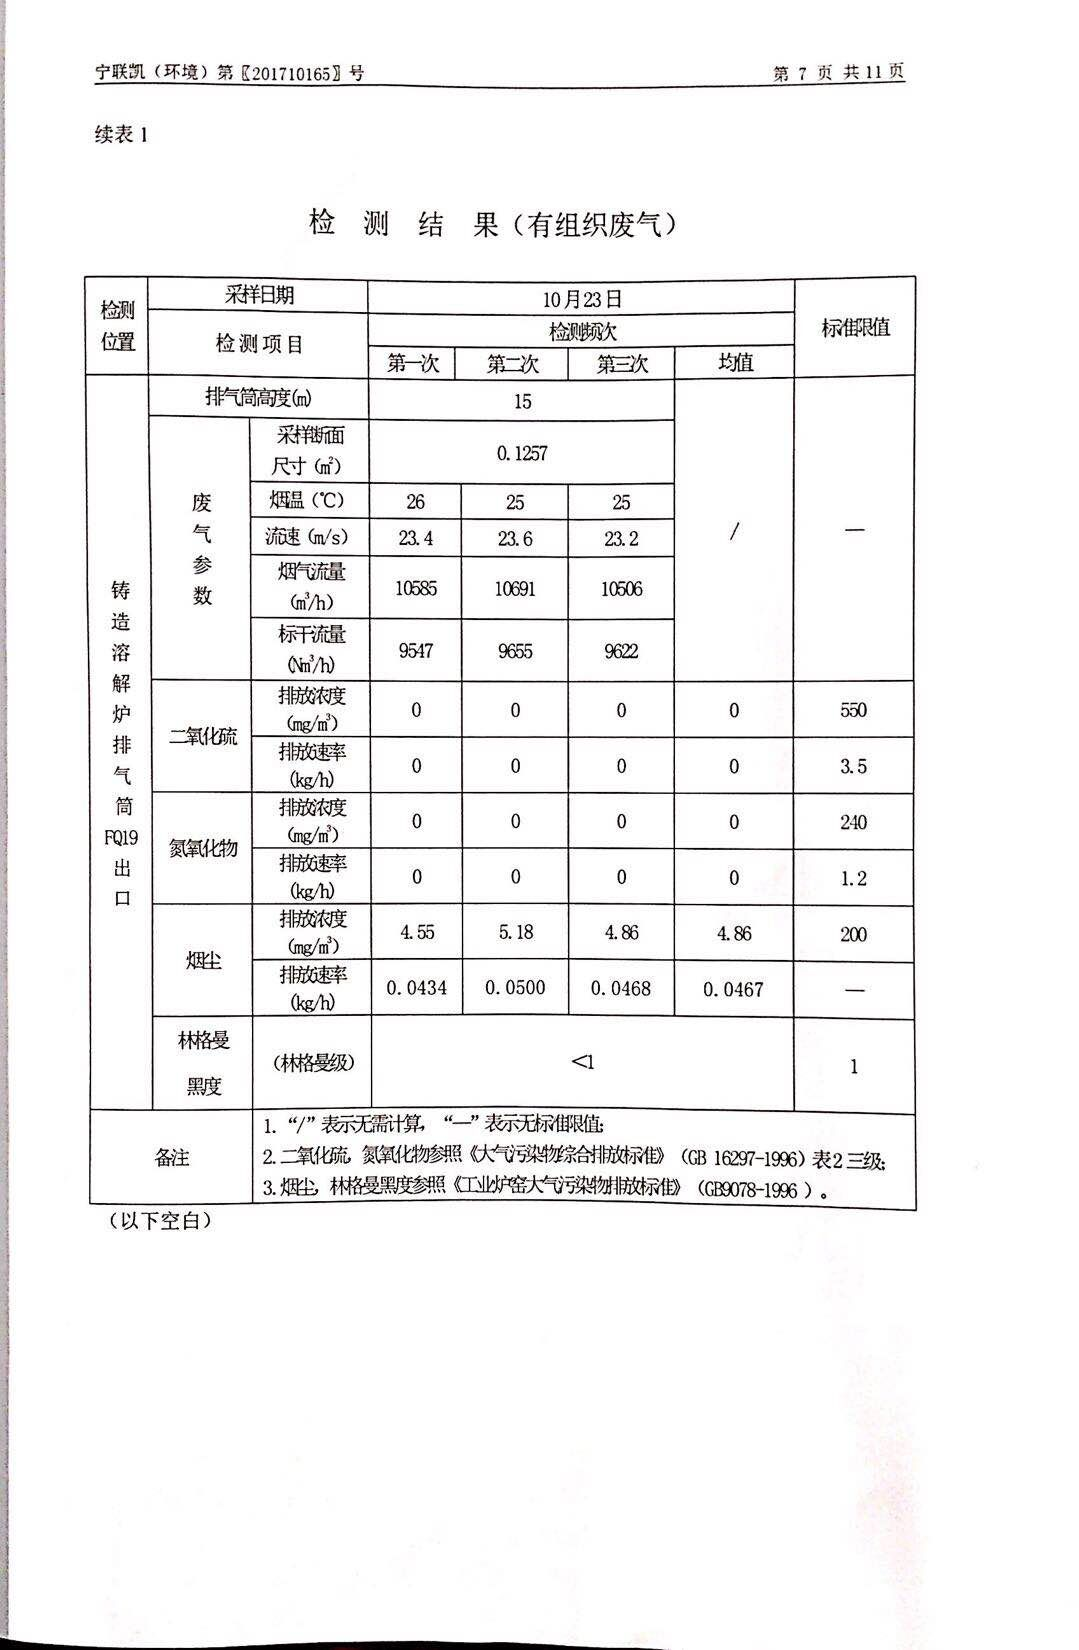 宁联凯（环境）第〖201710165〗号 第 7 页 共11页
续表 1
检 测 结 果（有组织废气）
检测位置 采样日期 10月23日 标准限值
检测项目 检测频次
第一次 第二次 第三次 均值
铸造溶解炉排气筒FQ19出口
排气筒高度(m) 15 / —
废气参数
采样断面尺寸（㎡） 0.1257
烟温（℃） 26 25 25
流速（m/s） 23.4 23.6 23.2
烟气流量（m³/h） 10585 10691 10506
标干流量（Nm³/h） 9547 9655 9622
二氧化硫 排放浓度（mg/m³） 0 0 0 0 550
排放速率（kg/h） 0 0 0 0 3.5
氮氧化物 排放浓度（mg/m³） 0 0 0 0 240
排放速率（kg/h） 0 0 0 0 1.2
烟尘 排放浓度（mg/m³） 4.55 5.18 4.86 4.86 200
排放速率（kg/h） 0.0434 0.0500 0.0468 0.0467 —
林格曼黑度 （林格曼级） <1 1
备注
1. “/”表示无需计算，“—”表示无标准限值；
2. 二氧化硫，氮氧化物参照《大气污染物综合排放标准》（GB 16297-1996）表2 三级；
3. 烟尘，林格曼黑度参照《工业炉窑大气污染物排放标准》（GB9078-1996 ）。
（以下空白）